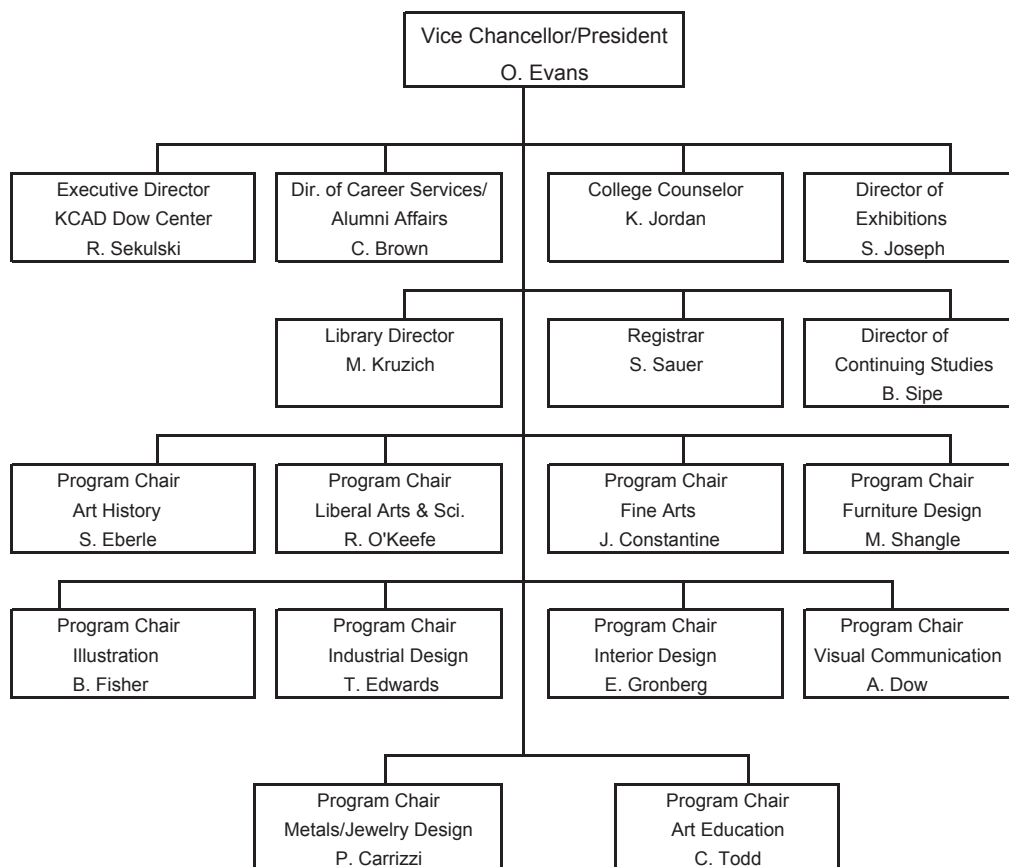 Vice Chancellor/President
O. Evans
Executive Director
KCAD Dow Center
R. Sekulski
Dir. of Career Services/
Alumni Affairs
C. Brown
College Counselor
K. Jordan
Director of
Exhibitions
S. Joseph
Library Director
M. Kruzich
Registrar
S. Sauer
Director of
Continuing Studies
B. Sipe
Program Chair
Art History
S. Eberle
Program Chair
Liberal Arts & Sci.
R. O'Keefe
Program Chair
Fine Arts
J. Constantine
Program Chair
Furniture Design
M. Shangle
Program Chair
Illustration
B. Fisher
Program Chair
Industrial Design
T. Edwards
Program Chair
Interior Design
E. Gronberg
Program Chair
Visual Communication
A. Dow
Program Chair
Metals/Jewelry Design
P. Carrizzi
Program Chair
Art Education
C. Todd